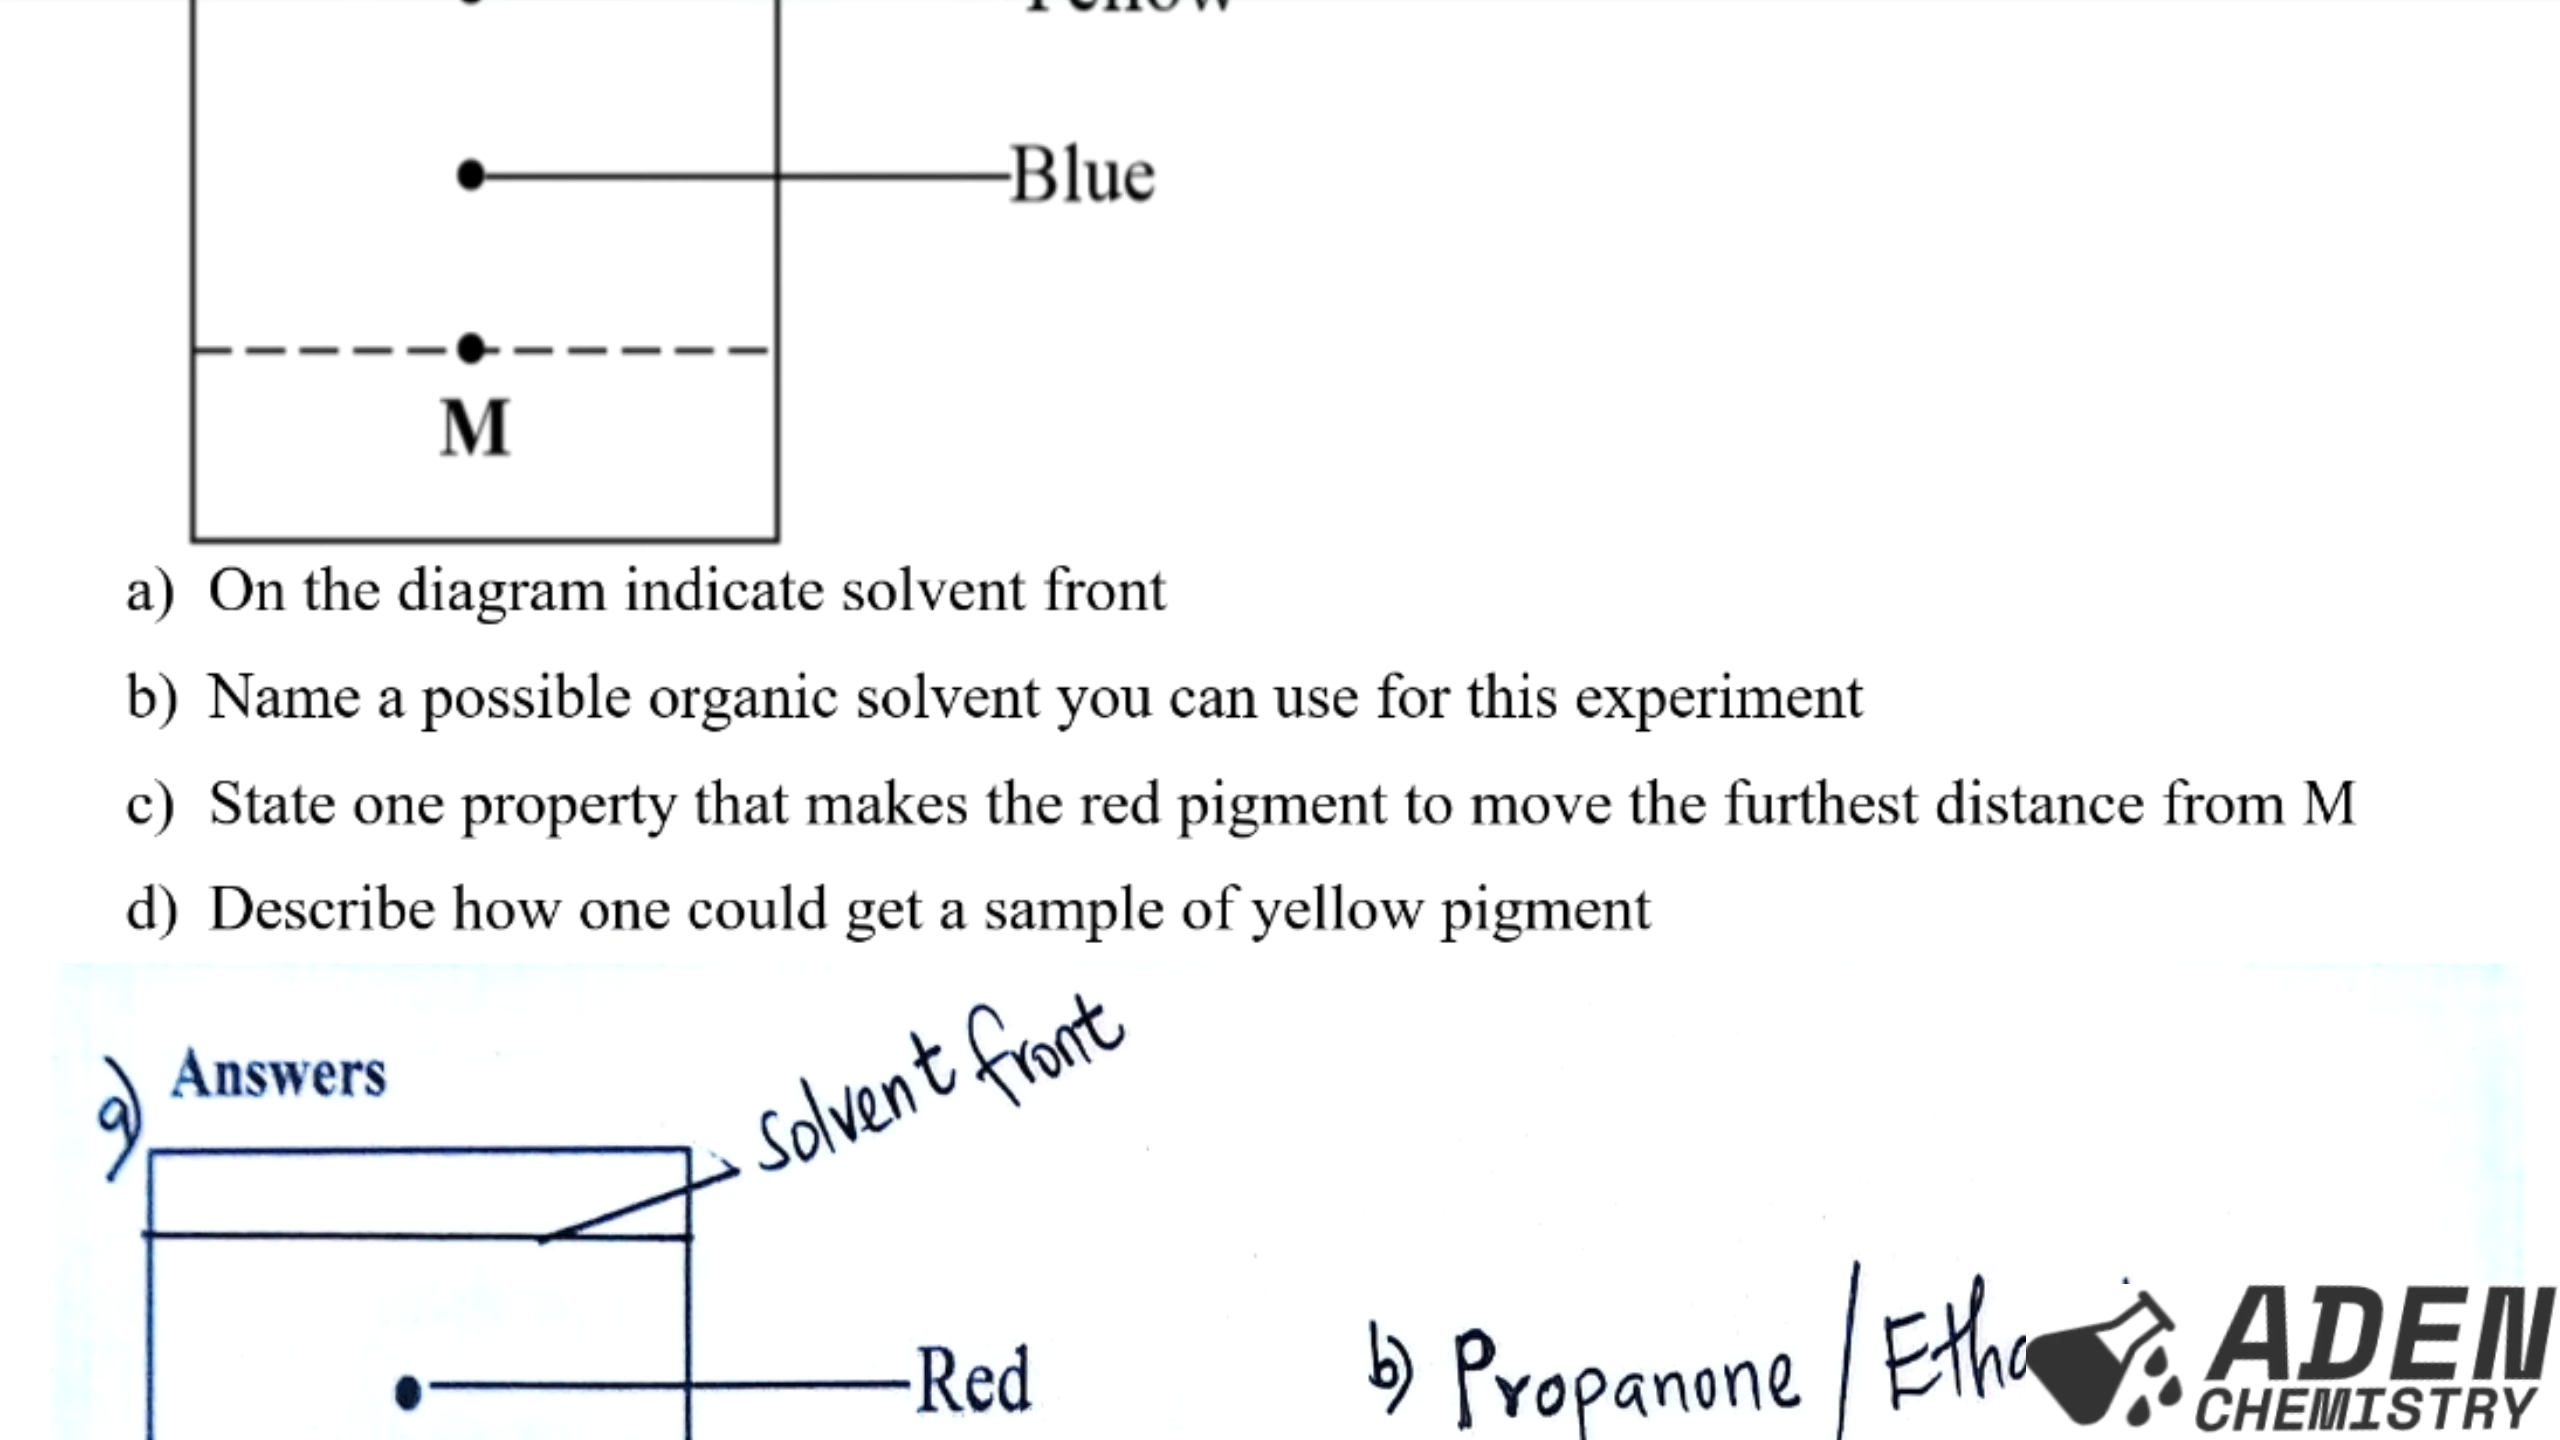 Blue
M
a) On the diagram indicate solvent front
b) Name a possible organic solvent you can use for this experiment
c) State one property that makes the red pigment to move the furthest distance from M
d) Describe how one could get a sample of yellow pigment
a) Answers
solvent front
Red
b) Propanone /
ADEN
CHEMISTRY